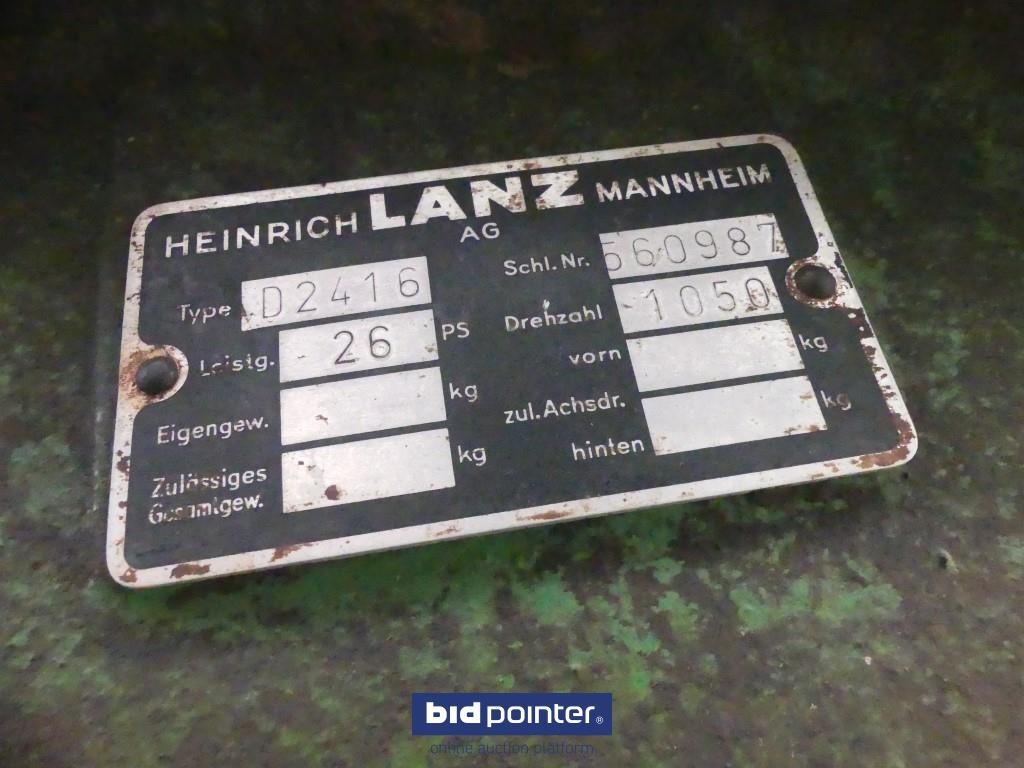 HEINRICH LANZ MANNHEIM
AG
Type D2416
Schl.Nr. 560987
Leistg. 26 PS
Drehzahl 1050
Eigengew. kg
vorn kg
zul.Achsdr.
Zulässiges kg
Gesamtgew.
hinten kg
bidpointer®
online auction platform